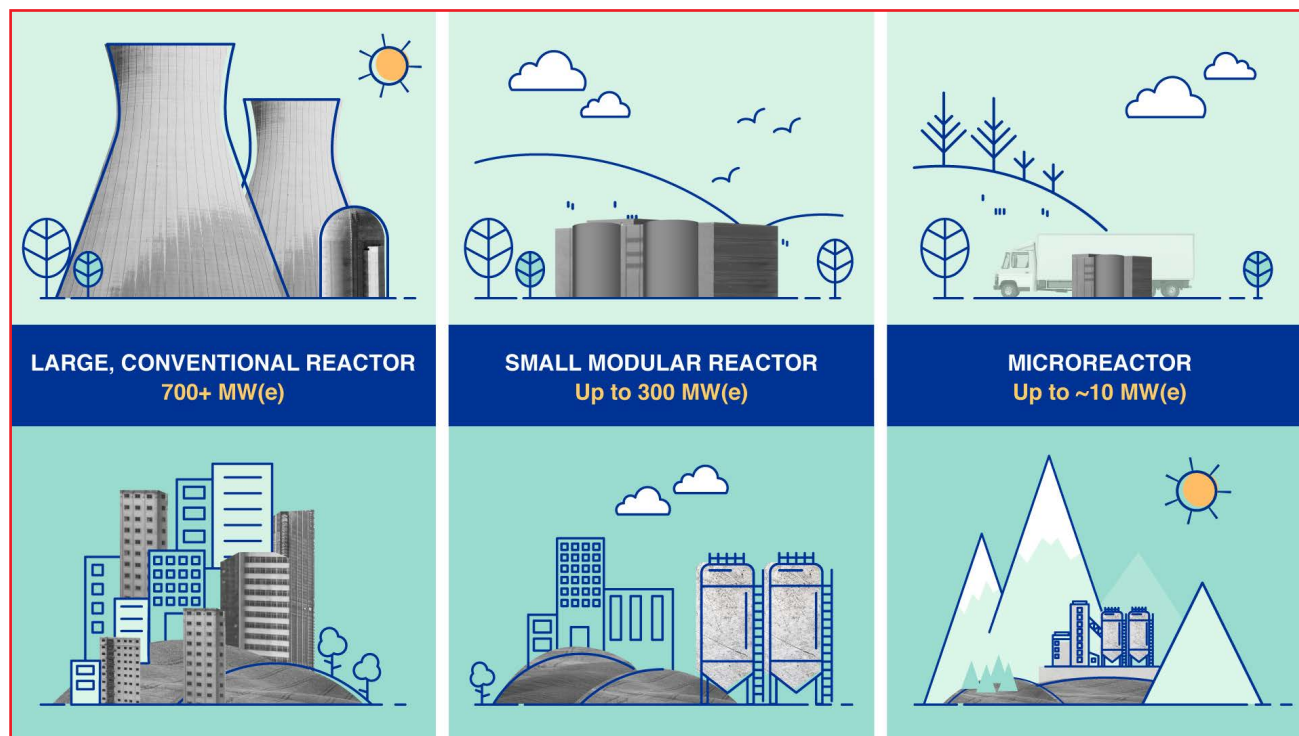 LARGE, CONVENTIONAL REACTOR
700+ MW(e)
SMALL MODULAR REACTOR
Up to 300 MW(e)
MICROREACTOR
Up to ~10 MW(e)